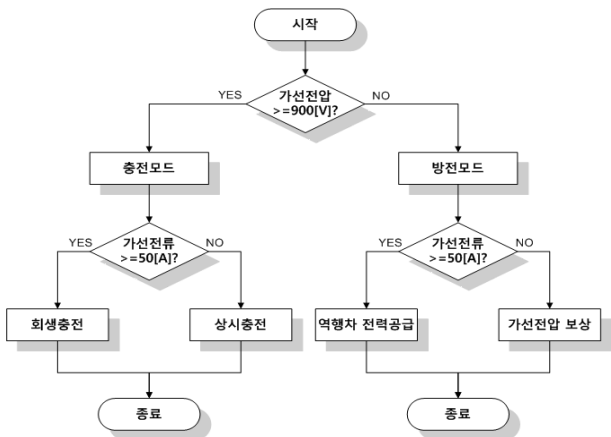 시작
가선전압
>=900[V]?
YES
NO
충전모드
방전모드
가선전류
>=50[A]?
YES
NO
가선전류
>=50[A]?
YES
NO
회생충전
상시충전
역행차 전력공급
가선전압 보상
종료
종료